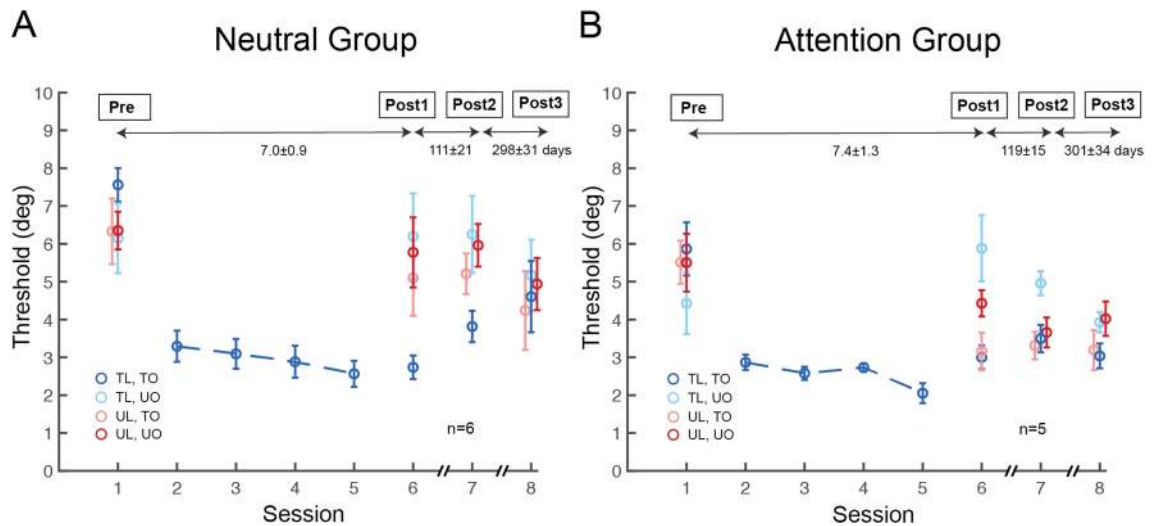 A
Neutral Group
Pre
Post1
Post2
Post3
7.0±0.9
111±21
298±31 days
10
9
8
7
6
5
4
3
2
1
0
Threshold (deg)
TL, TO
TL, UO
UL, TO
UL, UO
n=6
1 2 3 4 5 6 7 8
Session
B
Attention Group
Pre
Post1
Post2
Post3
7.4±1.3
119±15
301±34 days
10
9
8
7
6
5
4
3
2
1
0
Threshold (deg)
TL, TO
TL, UO
UL, TO
UL, UO
n=5
1 2 3 4 5 6 7 8
Session